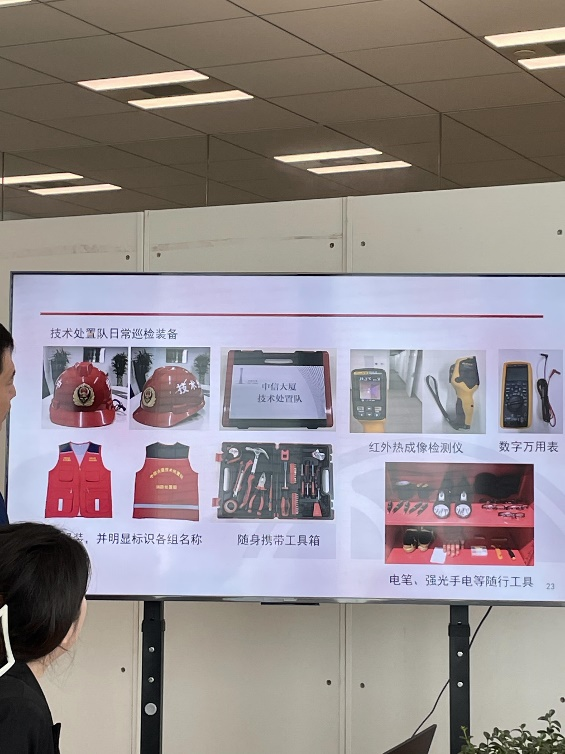 技术处置队日常巡检装备
技术
中信大厦
技术处置队
红外热成像检测仪
数字万用表
装，并明显标识各组名称
随身携带工具箱
电笔、强光手电等随行工具
23